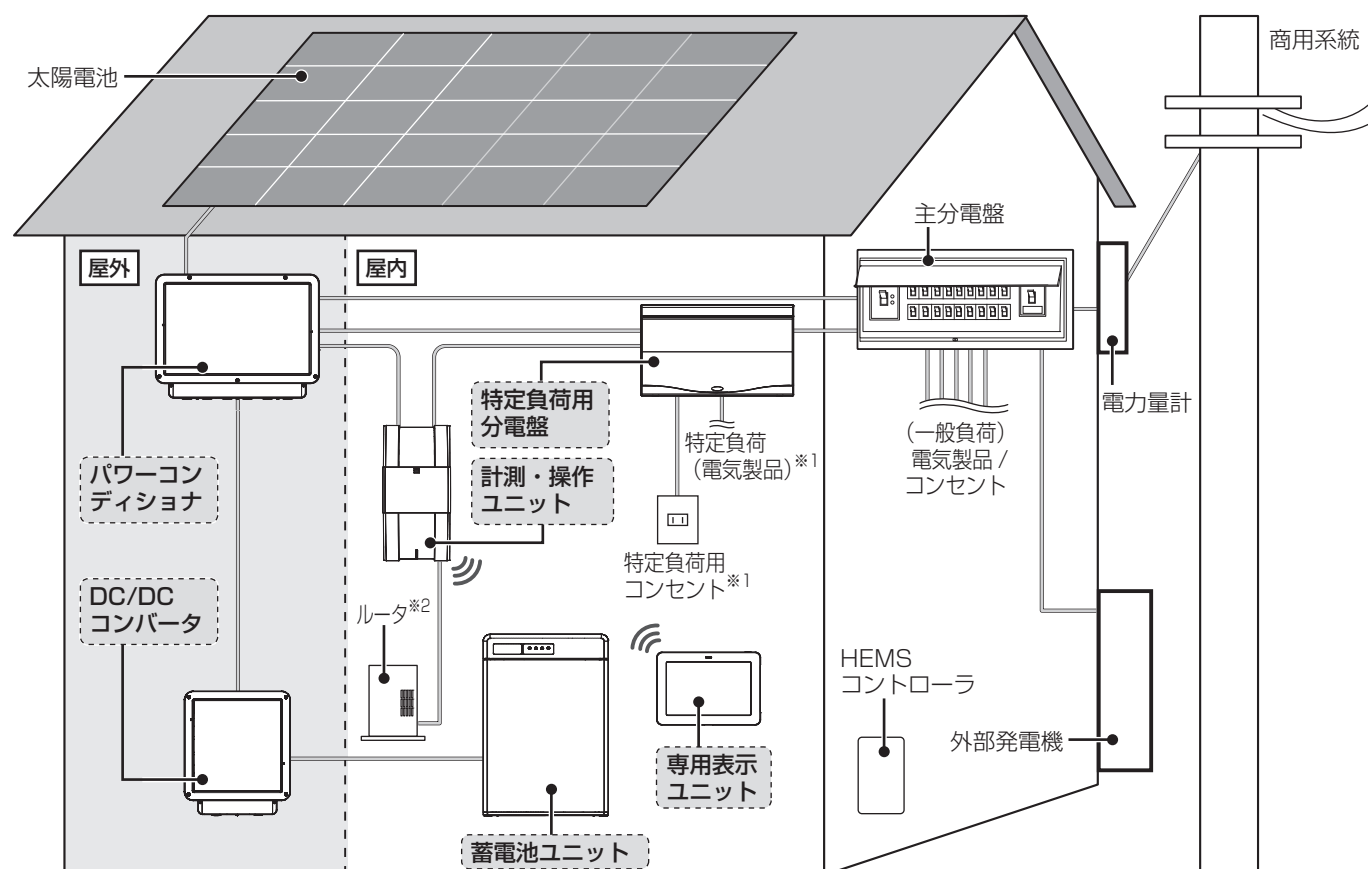 商用系統
太陽電池
主分電盤
屋外
屋内
電力量計
特定負荷用
分電盤
特定負荷
（電気製品）※1
（一般負荷）
電気製品 /
コンセント
パワーコン
ディショナ
計測・操作
ユニット
特定負荷用
コンセント※1
DC/DC
コンバータ
ルータ※2
HEMS
コントローラ
外部発電機
専用表示
ユニット
蓄電池ユニット